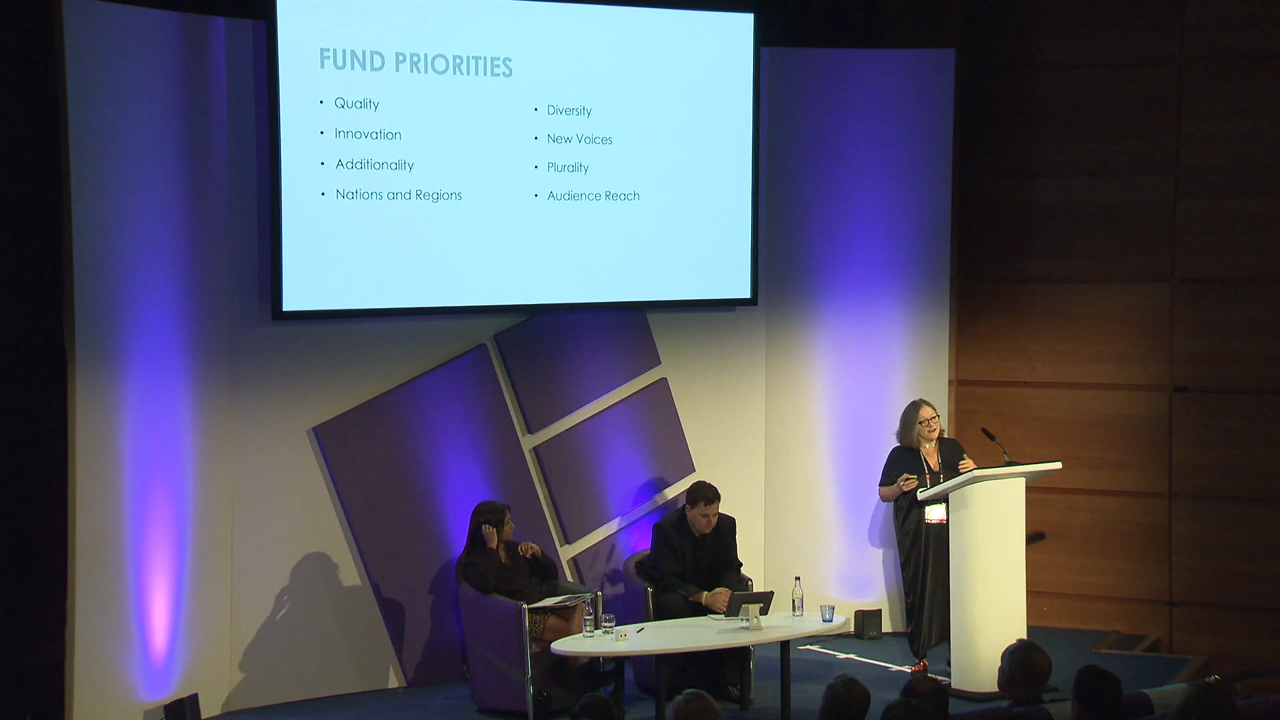 FUND PRIORITIES
• Quality
• Innovation
• Additionality
• Nations and Regions
• Diversity
• New Voices
• Plurality
• Audience Reach